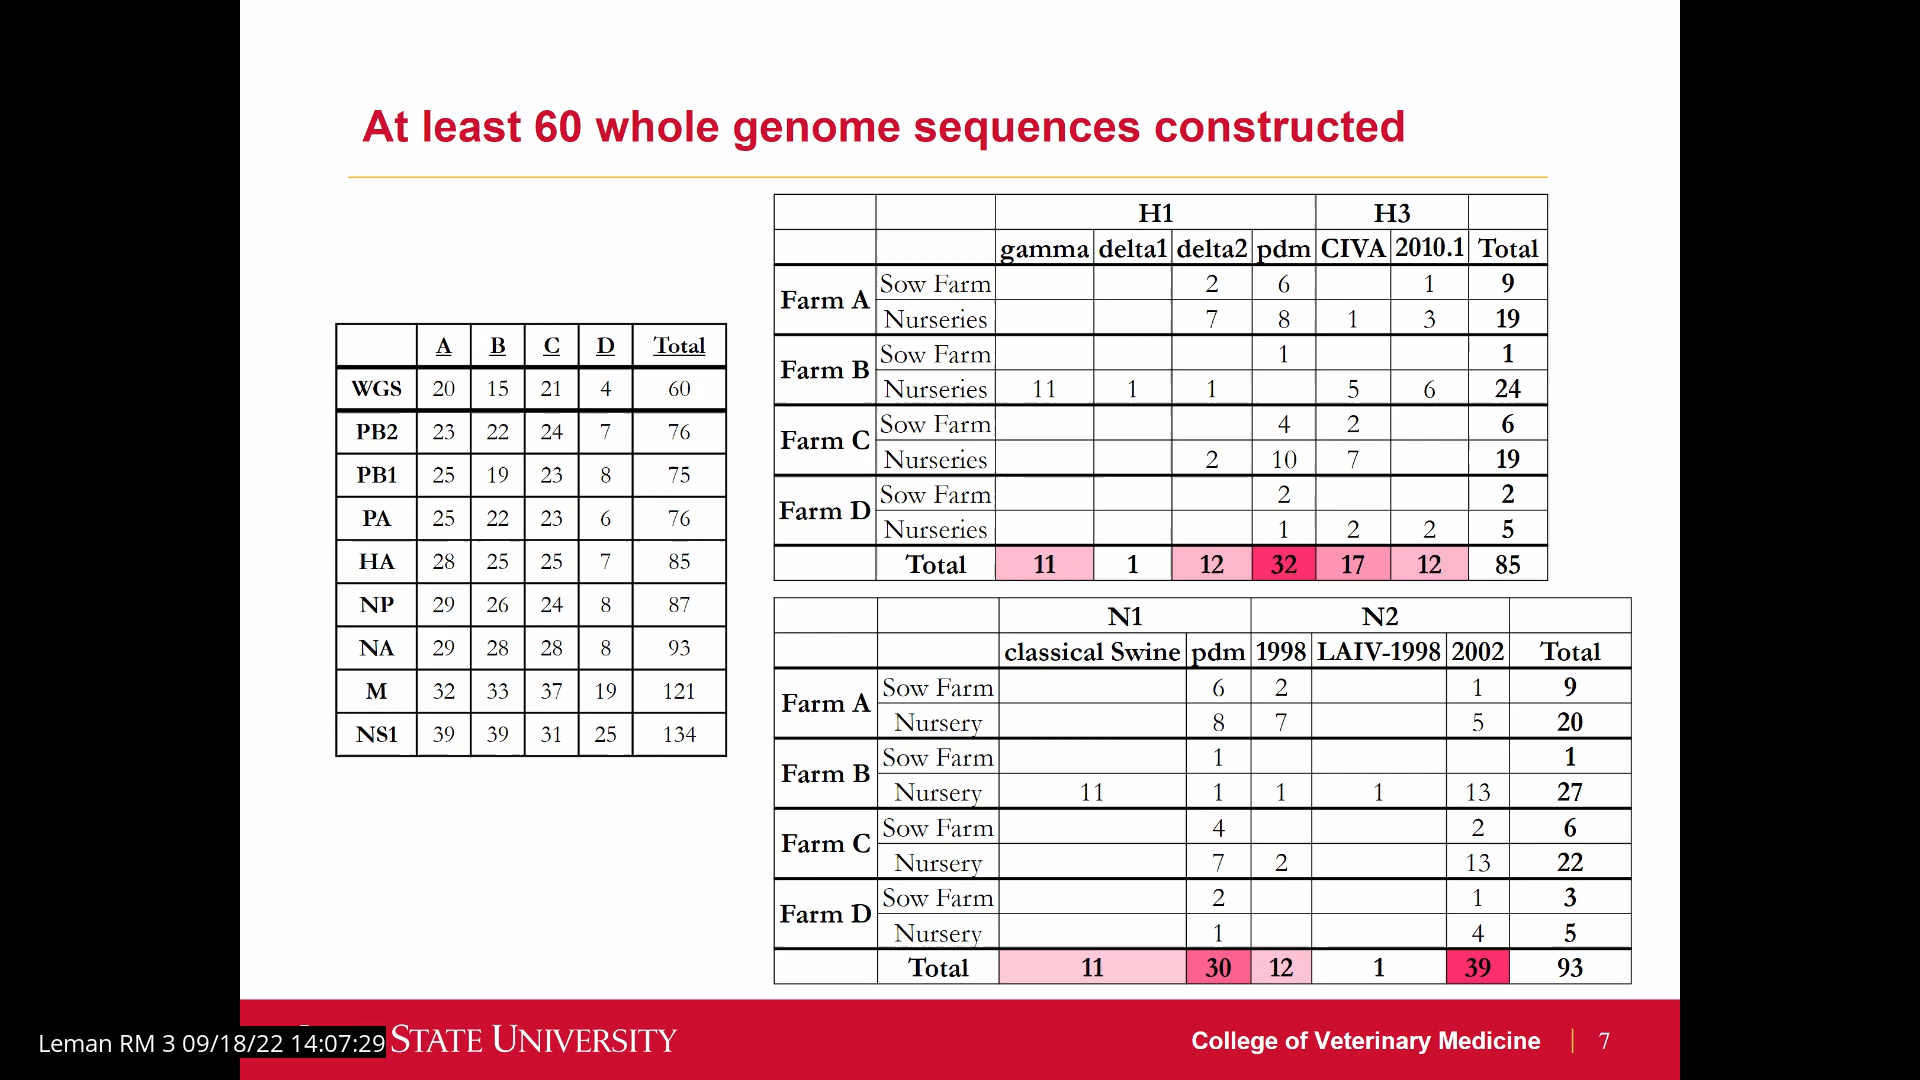 At least 60 whole genome sequences constructed
A B C D Total
WGS 20 15 21 4 60
PB2 23 22 24 7 76
PB1 25 19 23 8 75
PA 25 22 23 6 76
HA 28 25 25 7 85
NP 29 26 24 8 87
NA 29 28 28 8 93
M 32 33 37 19 121
NS1 39 39 31 25 134
H1 H3
gamma delta1 delta2 pdm CIVA 2010.1 Total
Farm A
Sow Farm 2 6 1 9
Nurseries 7 8 1 3 19
Farm B
Sow Farm 1 1
Nurseries 11 1 1 5 6 24
Farm C
Sow Farm 4 2 6
Nurseries 2 10 7 19
Farm D
Sow Farm 2 2
Nurseries 1 2 2 5
Total 11 1 12 32 17 12 85
N1 N2
classical Swine pdm 1998 LAIV-1998 2002 Total
Farm A
Sow Farm 6 2 1 9
Nursery 8 7 5 20
Farm B
Sow Farm 1 1
Nursery 11 1 1 1 13 27
Farm C
Sow Farm 4 2 6
Nursery 7 2 13 22
Farm D
Sow Farm 2 1 3
Nursery 1 4 5
Total 11 30 12 1 39 93
Leman RM 3 09/18/22 14:07:29 STATE UNIVERSITY
College of Veterinary Medicine | 7